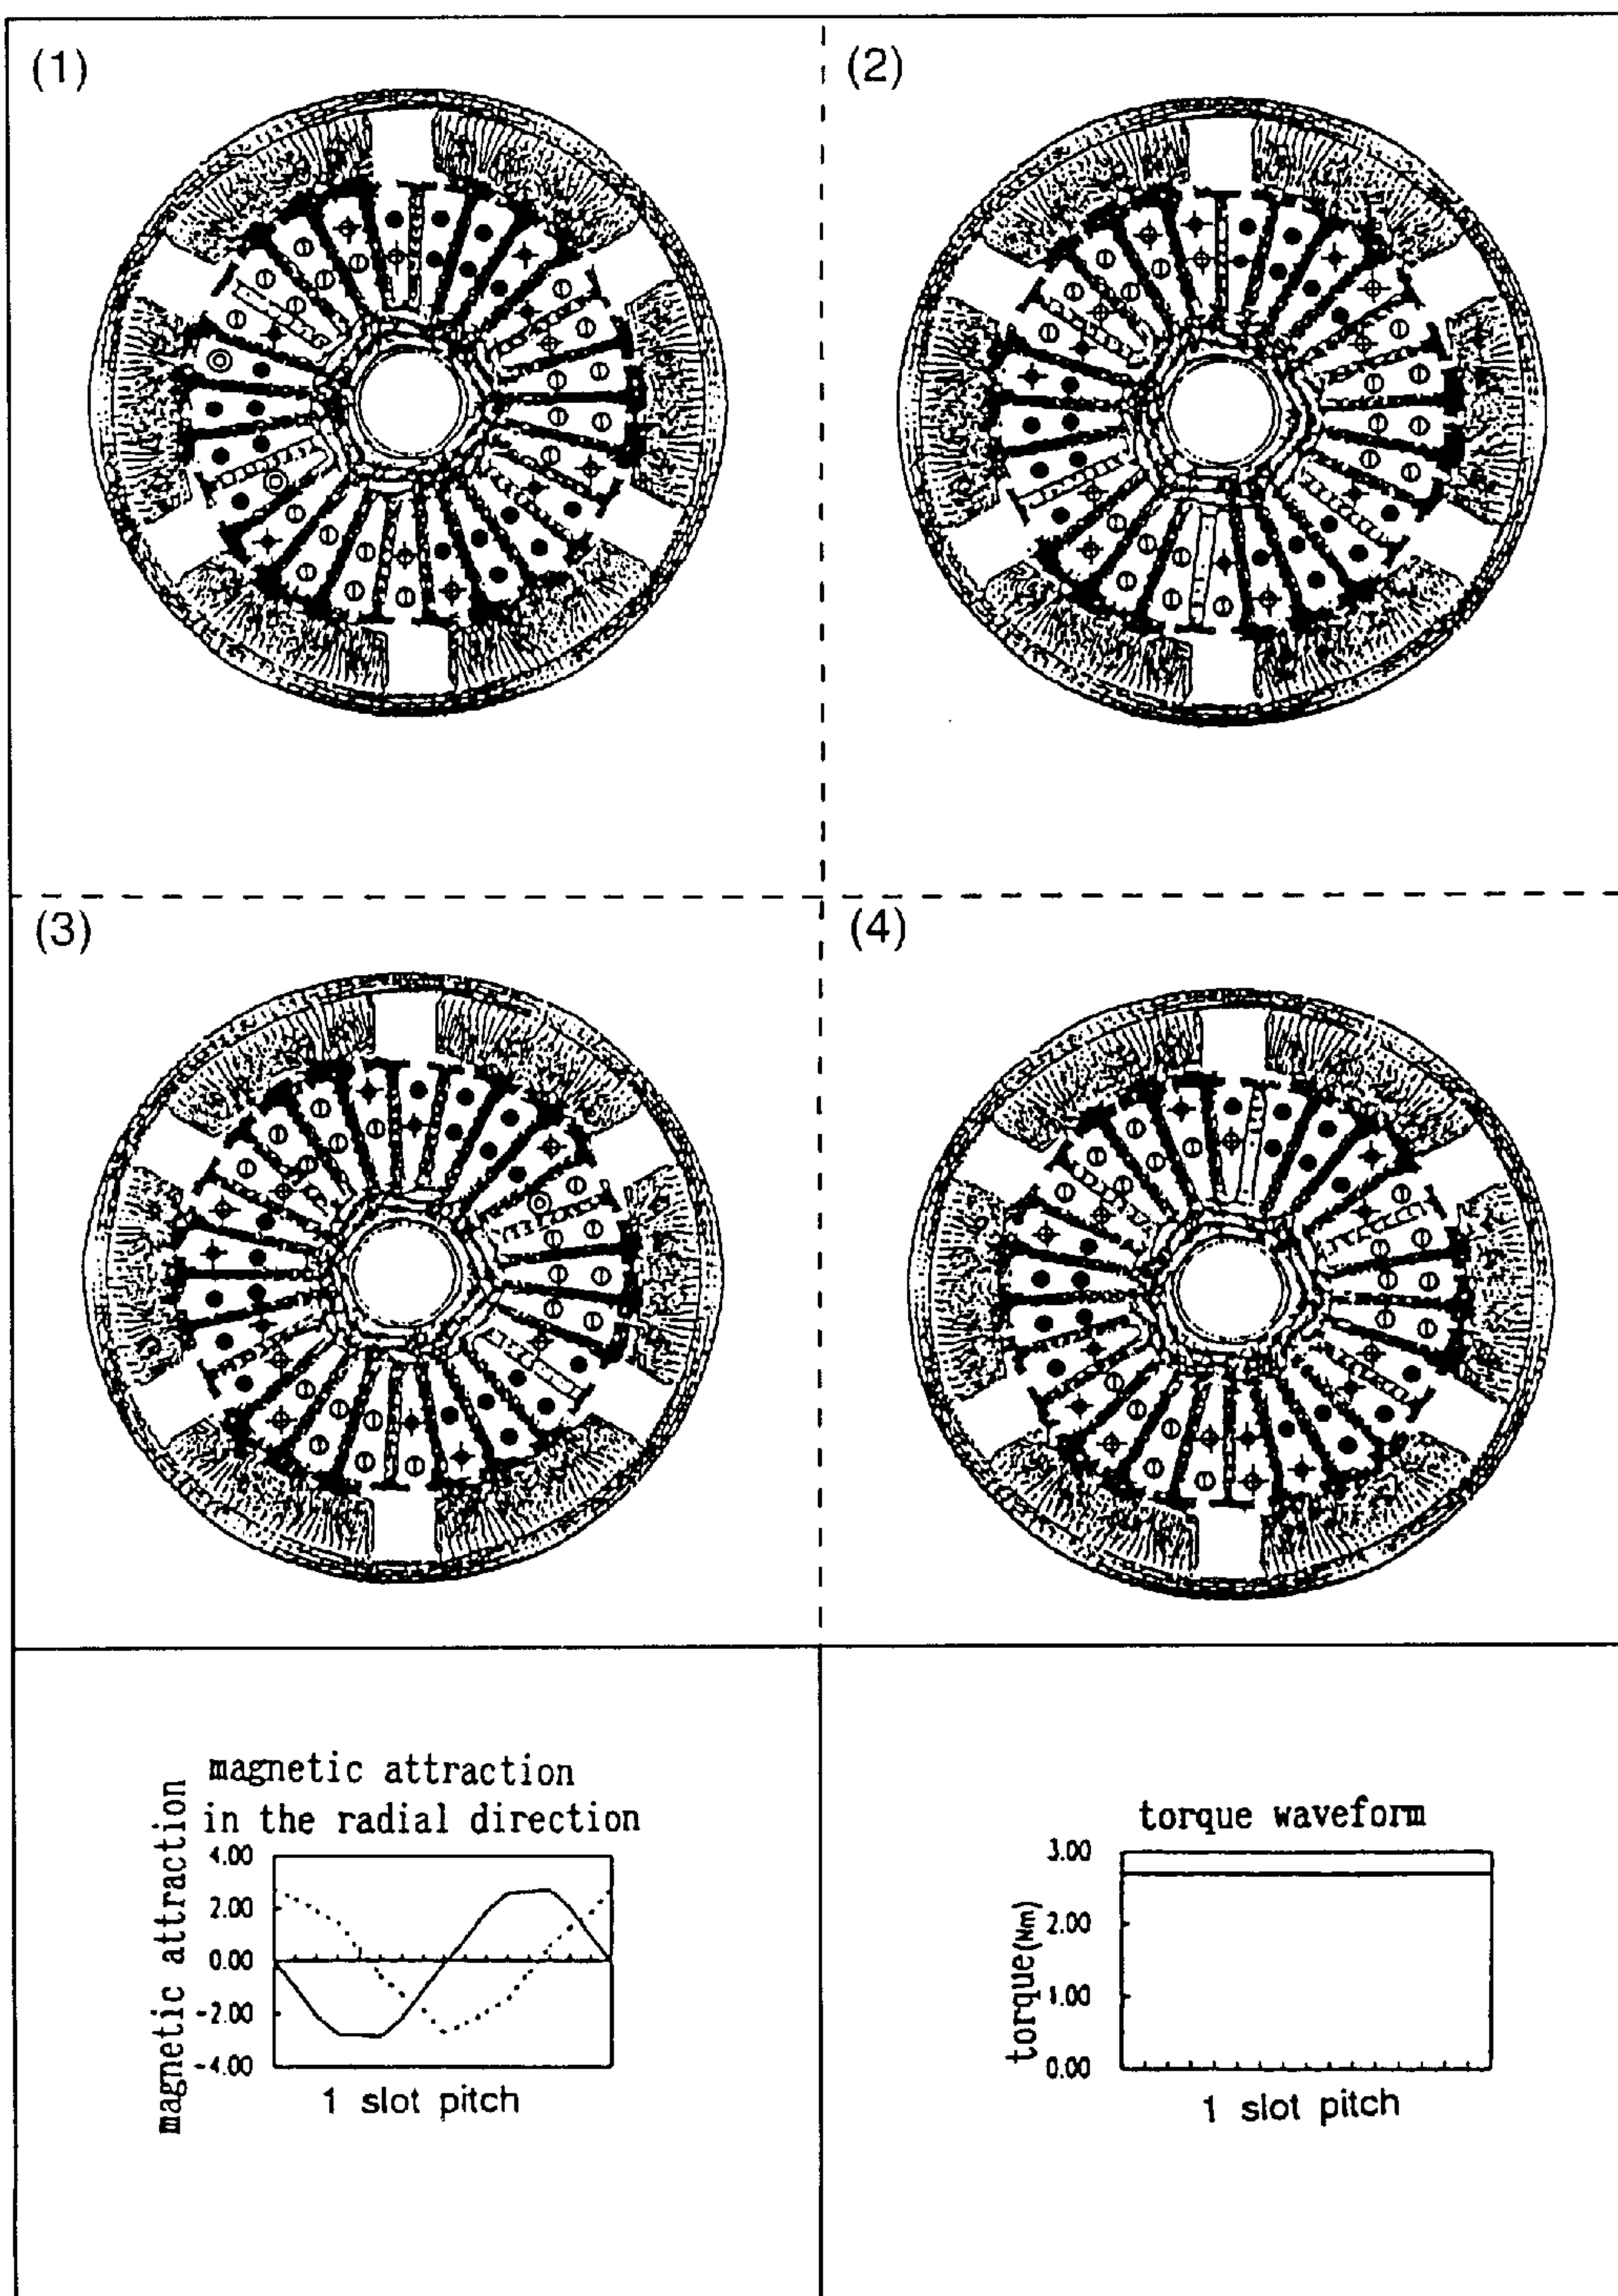 (1)
(2)
(3)
(4)
magnetic attraction
in the radial direction
magnetic attraction
4.00
2.00
0.00
-2.00
-4.00
1 slot pitch
torque waveform
torque(Nm)
3.00
2.00
1.00
0.00
1 slot pitch